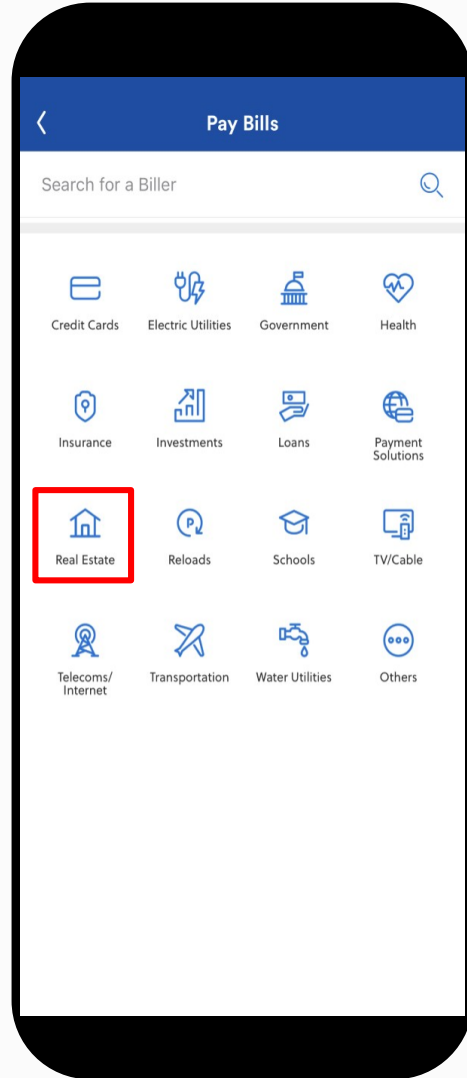 Pay Bills
Search for a Biller
Credit Cards
Electric Utilities
Government
Health
Insurance
Investments
Loans
Payment
Solutions
Real Estate
Reloads
Schools
TV/Cable
Telecoms/
Internet
Transportation
Water Utilities
Others